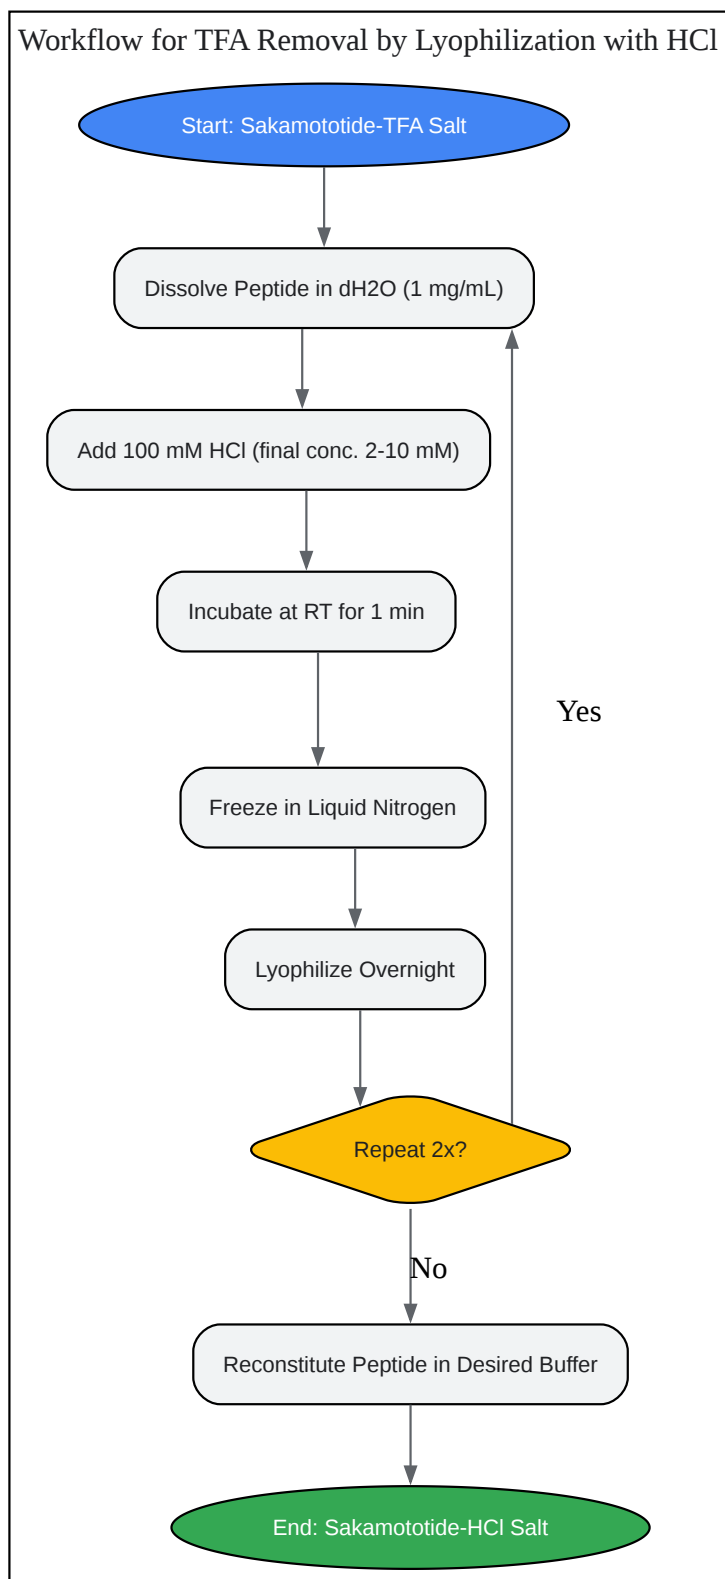 Workflow for TFA Removal by Lyophilization with HCl
Start: Sakamototide-TFA Salt
Dissolve Peptide in dH2O (1 mg/mL)
Add 100 mM HCl (final conc. 2-10 mM)
Incubate at RT for 1 min
Yes
Freeze in Liquid Nitrogen
Lyophilize Overnight
Repeat 2x?
No
Reconstitute Peptide in Desired Buffer
End: Sakamototide-HCl Salt